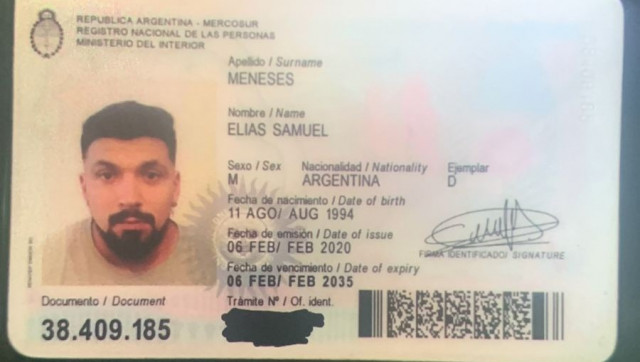 REPUBLICA ARGENTINA - MERCOSUR
REGISTRO NACIONAL DE LAS PERSONAS
MINISTERIO DEL INTERIOR
Apellido / Surname
MENESES
Nombre / Name
ELIAS SAMUEL
Sexo / Sex Nacionalidad / Nationality Ejemplar
M ARGENTINA D
Fecha de nacimiento / Date of birth
11 AGO/ AUG 1994
Fecha de emisión / Date of issue
06 FEB/ FEB 2020
FIRMA IDENTIFICADO/ SIGNATURE
Fecha de vencimiento / Date of expiry
06 FEB/ FEB 2035
Documento / Document Trámite Nº / Of. ident.
38.409.185